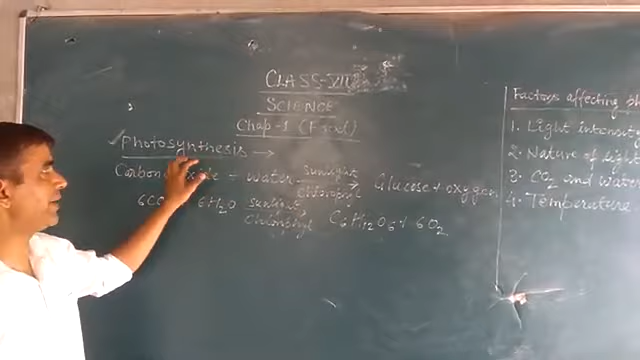 CLASS-VII
SCIENCE
Chap-1 (Food)
Photosynthesis →
Carbon + Water sunlight chlorophyll Glucose + oxygen
6CO 6H2O sunlight chlorophyll C6H12O6 + 6O2
Factors affecting
1. Light intensity
2. Nature of light
3. CO2 and water
4. Temperature